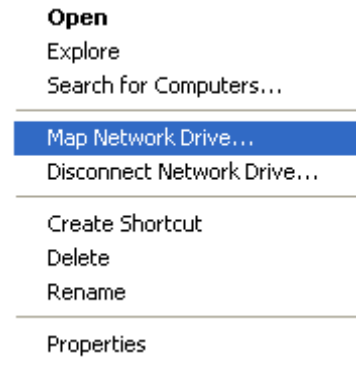 Open
Explore
Search for Computers...
Map Network Drive...
Disconnect Network Drive...
Create Shortcut
Delete
Rename
Properties